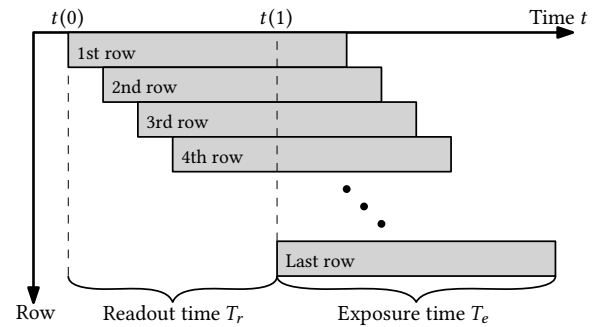 t(0) t(1) Time t
1st row
2nd row
3rd row
4th row
Last row
Row Readout time T_r Exposure time T_e